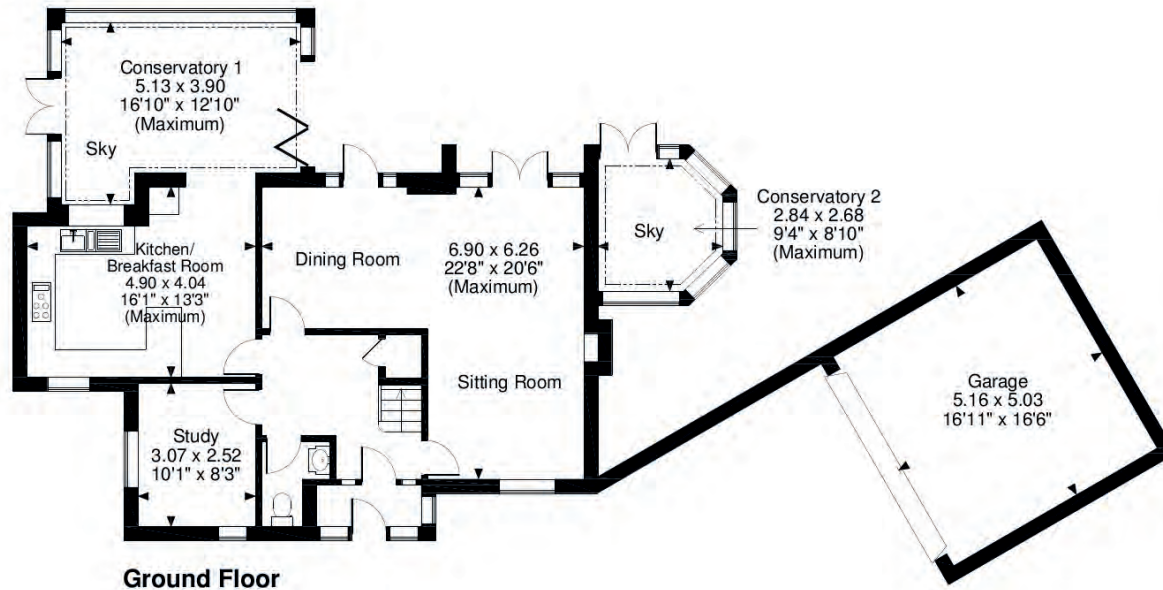 Conservatory 1
5.13 x 3.90
16'10" x 12'10"
(Maximum)
Sky
Kitchen/
Breakfast Room
4.90 x 4.04
16'1" x 13'3"
(Maximum)
Dining Room
6.90 x 6.26
22'8" x 20'6"
(Maximum)
Sky
Conservatory 2
2.84 x 2.68
9'4" x 8'10"
(Maximum)
Sitting Room
Garage
5.16 x 5.03
16'11" x 16'6"
Study
3.07 x 2.52
10'1" x 8'3"
Ground Floor